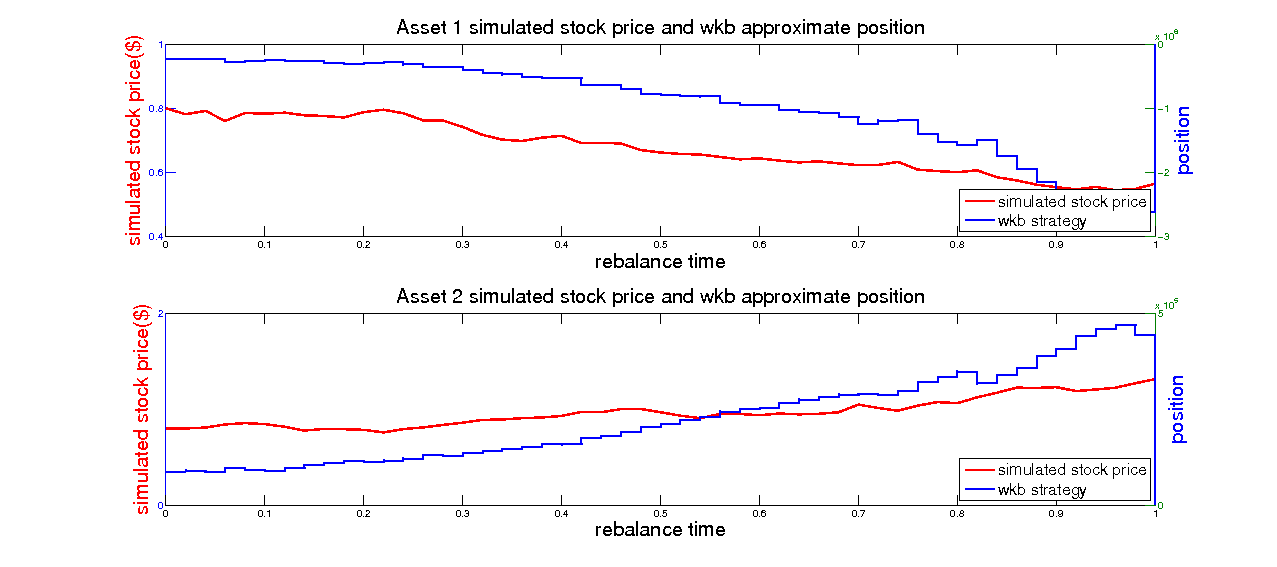 Asset 1 simulated stock price and wkb approximate position
simulated stock price($)
1
0.8
0.6
0.4
0
-1
-2
-3
position
simulated stock price
wkb strategy
0 0.1 0.2 0.3 0.4 0.5 0.6 0.7 0.8 0.9 1
rebalance time
Asset 2 simulated stock price and wkb approximate position
simulated stock price($)
2
0
5
0
position
simulated stock price
wkb strategy
0 0.1 0.2 0.3 0.4 0.5 0.6 0.7 0.8 0.9 1
rebalance time